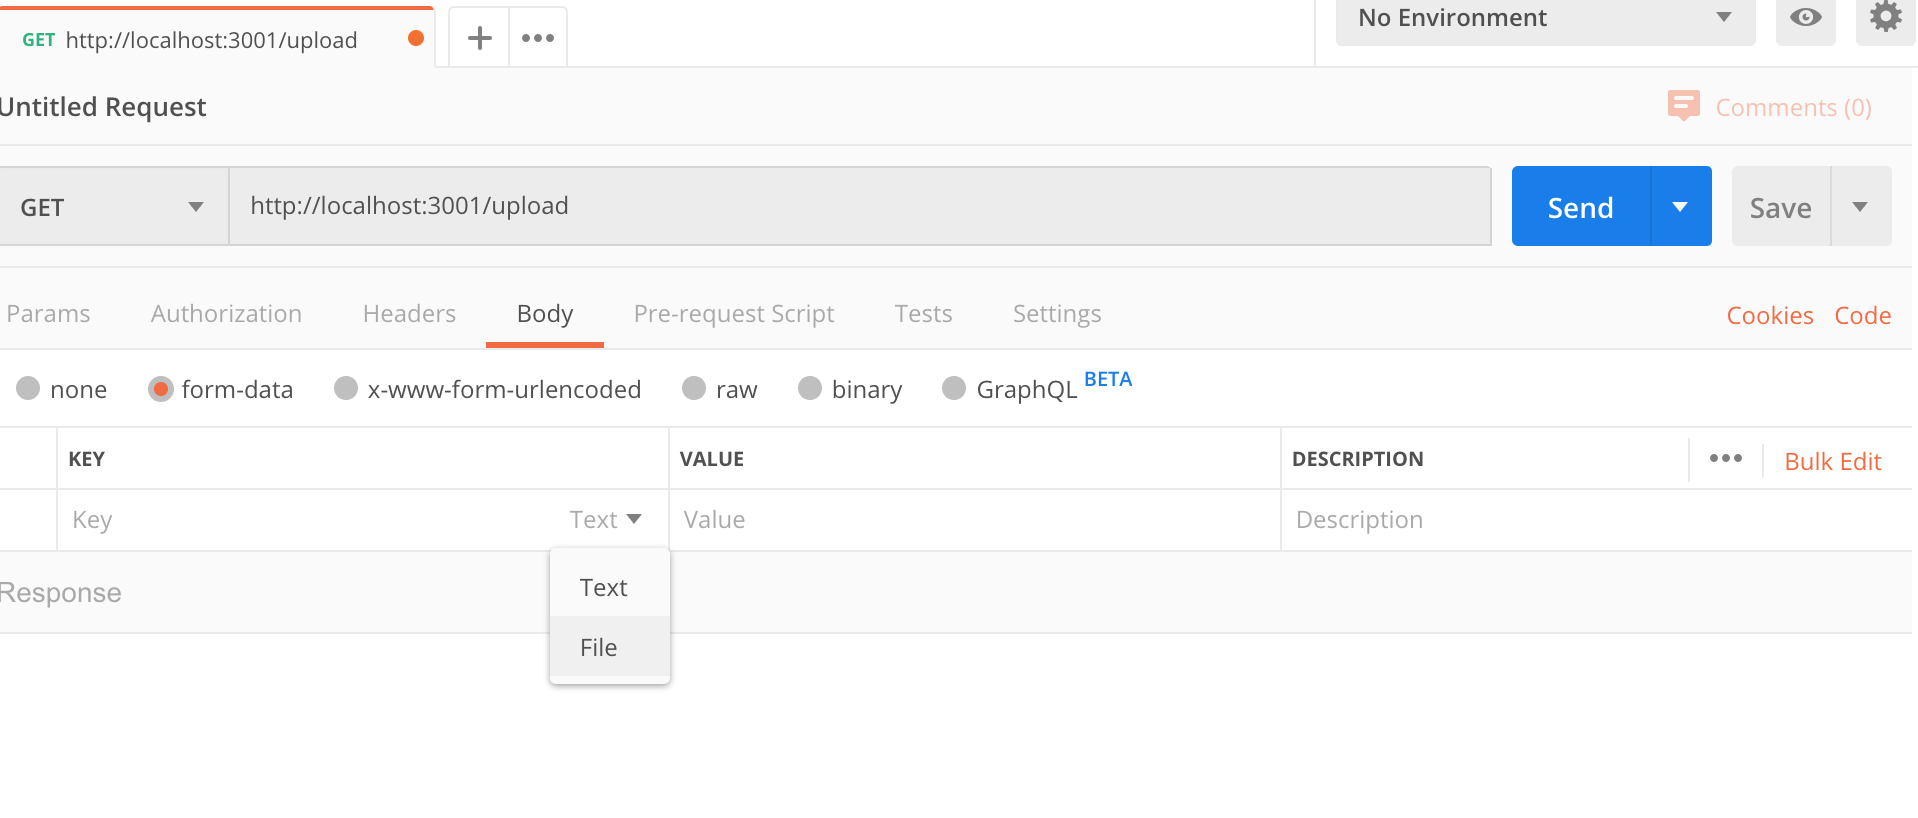 GET http://localhost:3001/upload
No Environment
Untitled Request
Comments (0)
GET http://localhost:3001/upload Send Save
Params Authorization Headers Body Pre-request Script Tests Settings Cookies Code
none form-data x-www-form-urlencoded raw binary GraphQL BETA
KEY VALUE DESCRIPTION Bulk Edit
Key Text Value Description
Text
Response
File